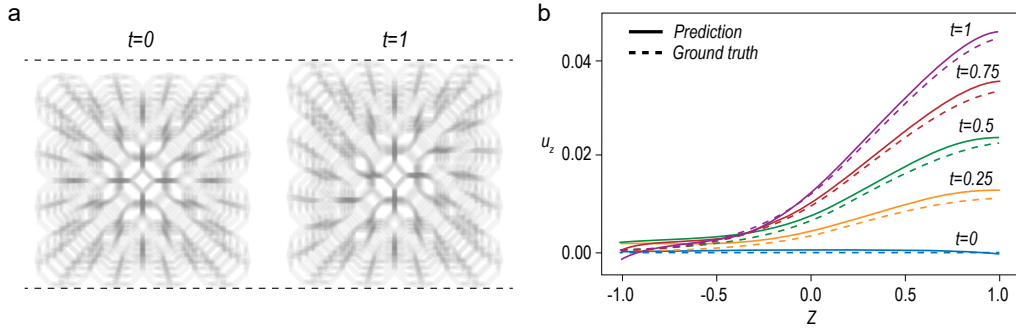 a
t=0
t=1
b
Prediction
Ground truth
t=1
t=0.75
t=0.5
t=0.25
t=0
0.04
0.02
0.00
u_z
-1.0
-0.5
0.0
0.5
1.0
Z